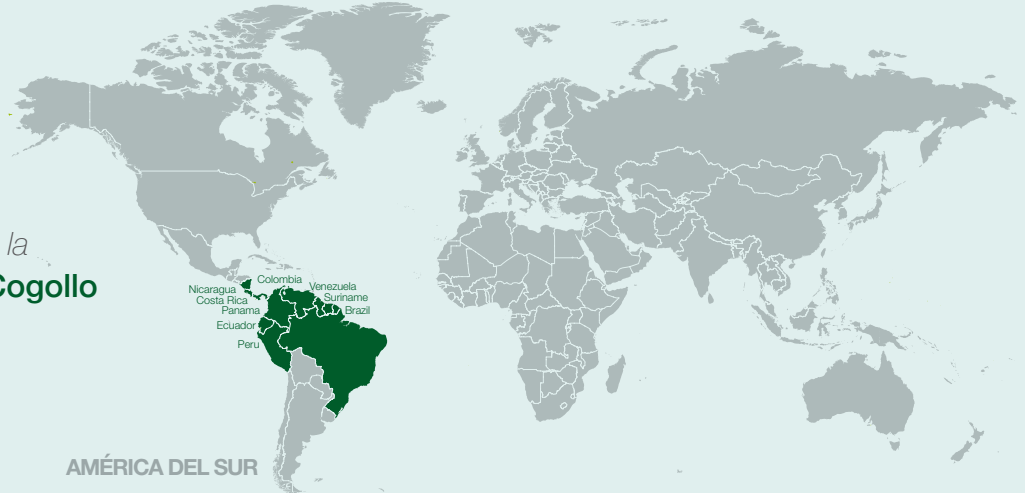 la
Cogollo
Colombia
Nicaragua
Venezuela
Costa Rica
Suriname
Panama
Brazil
Ecuador
Peru
AMÉRICA DEL SUR